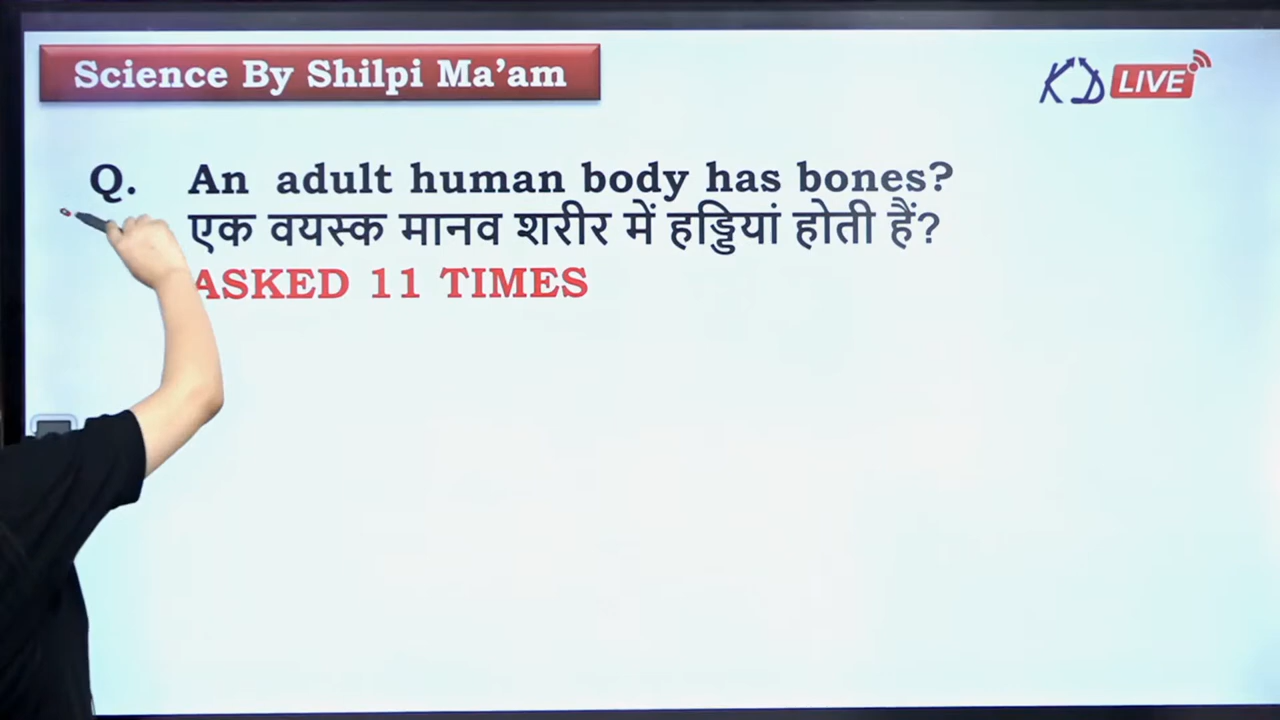 Science By Shilpi Ma’am
KD LIVE
Q. An adult human body has bones?
एक वयस्क मानव शरीर में हड्डियां होती हैं?
ASKED 11 TIMES